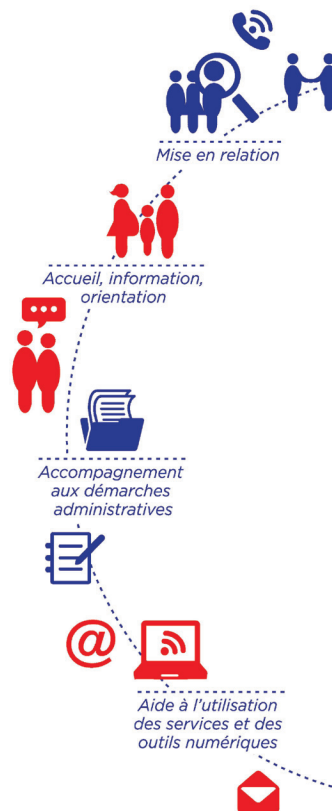 Mise en relation
Accueil, information,
orientation
Accompagnement
aux démarches
administratives
@
Aide à l'utilisation
des services et des
outils numériques